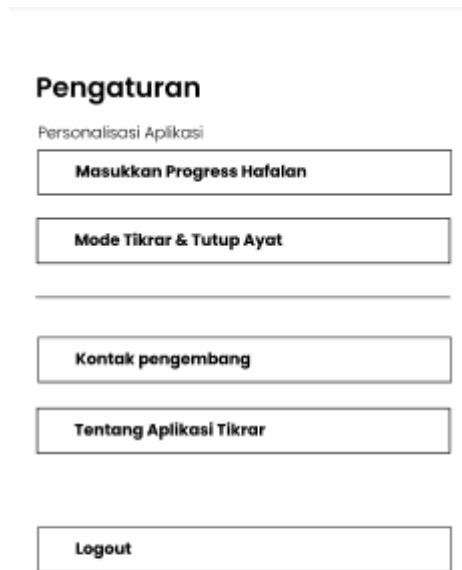 Pengaturan
Personalisasi Aplikasi
Masukkan Progress Hafalan
Mode Tikrar & Tutup Ayat
Kontak pengembang
Tentang Aplikasi Tikrar
Logout